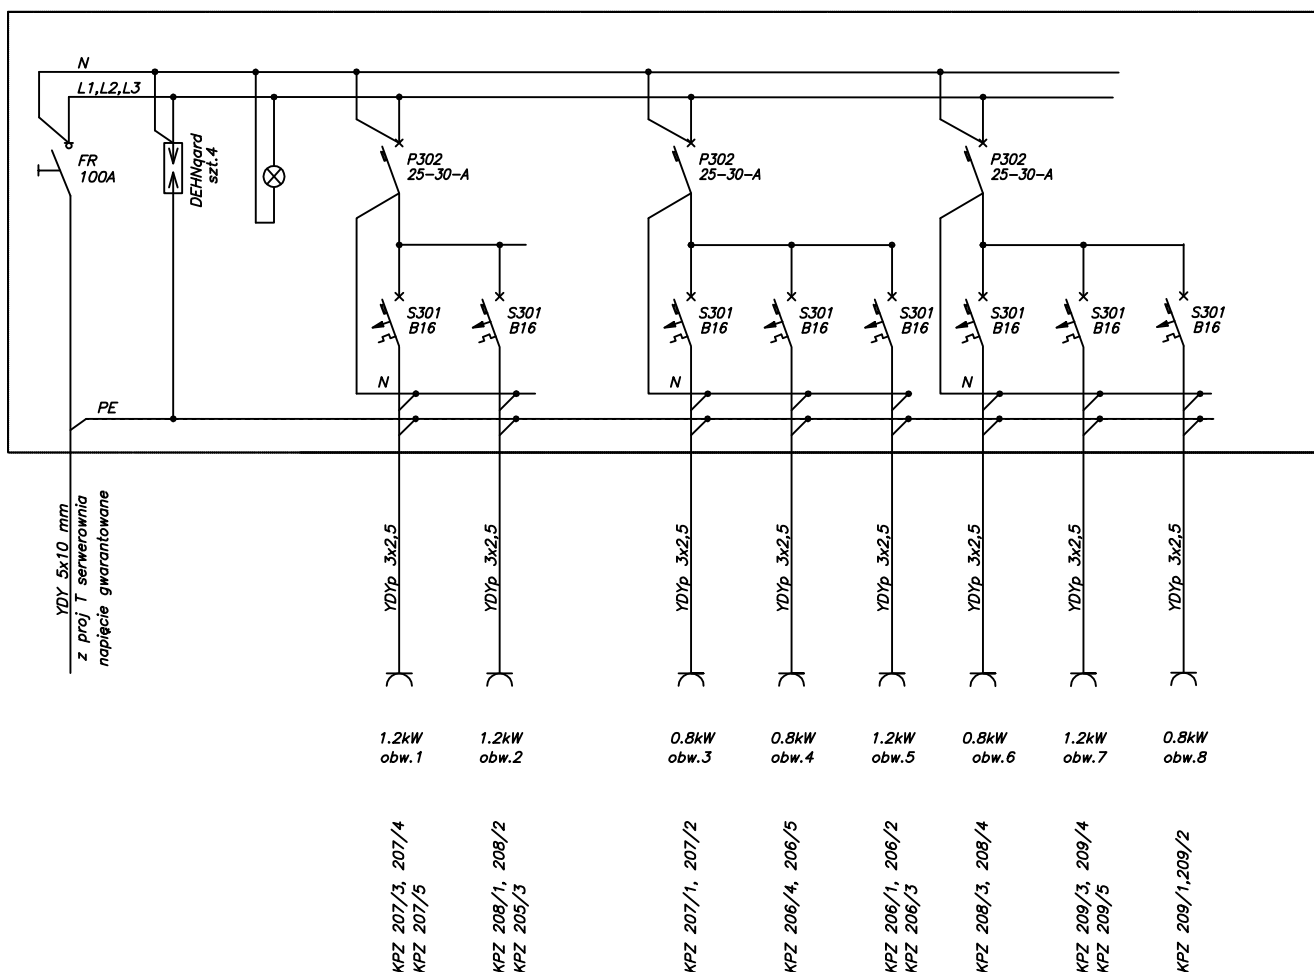 N
L1,L2,L3
FR
100A
DEHNgard
szt.4
P302
25-30-A
P302
25-30-A
P302
25-30-A
S301
B16
S301
B16
S301
B16
S301
B16
S301
B16
S301
B16
S301
B16
S301
B16
N
N
N
PE
YDY 5x10 mm
z proj T serwerownia
napięcie gwarantowane
YDYp 3x2,5
YDYp 3x2,5
YDYp 3x2,5
YDYp 3x2,5
YDYp 3x2,5
YDYp 3x2,5
YDYp 3x2,5
YDYp 3x2,5
1.2kW
obw.1
1.2kW
obw.2
0.8kW
obw.3
0.8kW
obw.4
1.2kW
obw.5
0.8kW
obw.6
1.2kW
obw.7
0.8kW
obw.8
KPZ 207/3, 207/4
KPZ 207/5
KPZ 208/1, 208/2
KPZ 205/3
KPZ 207/1, 207/2
KPZ 206/4, 206/5
KPZ 206/1, 206/2
KPZ 206/3
KPZ 208/3, 208/4
KPZ 209/3, 209/4
KPZ 209/5
KPZ 209/1,209/2